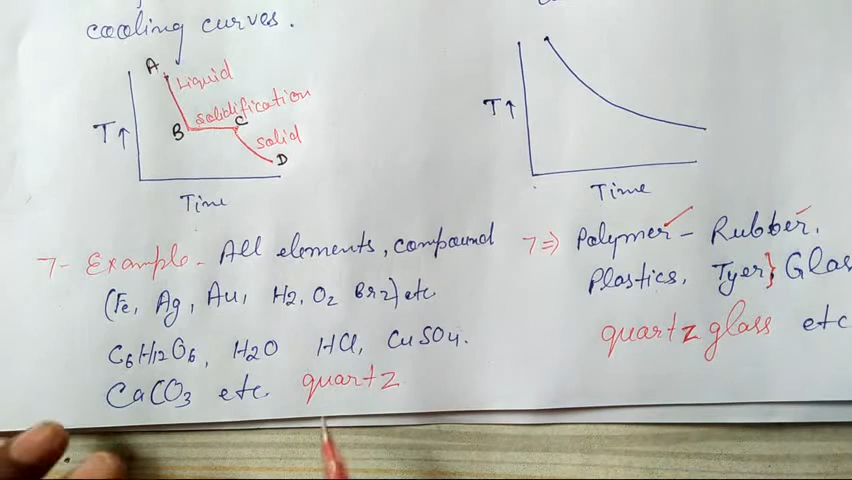 cooling curves.
A
Liquid
solidification
B
C
solid
D
T↑
Time
7- Example- All elements, compound
(Fe, Ag, Au, H2, O2 Br2) etc
C6H12O6, H2O HCl, CuSO4.
CaCO3 etc. quartz
T↑
Time
7⇒ Polymer - Rubber,
Plastics, Tyer} Glas
quartz glass etc